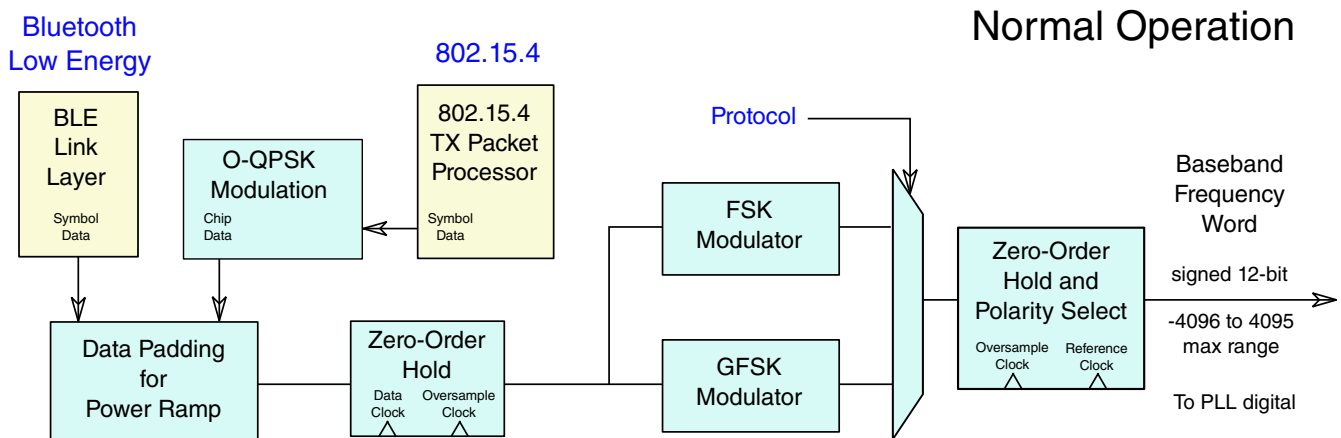 Normal Operation
Bluetooth
Low Energy
802.15.4
BLE
Link
Layer
Symbol
Data
O-QPSK
Modulation
Chip
Data
802.15.4
TX Packet
Processor
Symbol
Data
Protocol
FSK
Modulator
GFSK
Modulator
Data Padding
for
Power Ramp
Zero-Order
Hold
Data
Clock
Oversample
Clock
Zero-Order
Hold and
Polarity Select
Oversample
Clock
Reference
Clock
Baseband
Frequency
Word
signed 12-bit
-4096 to 4095
max range
To PLL digital